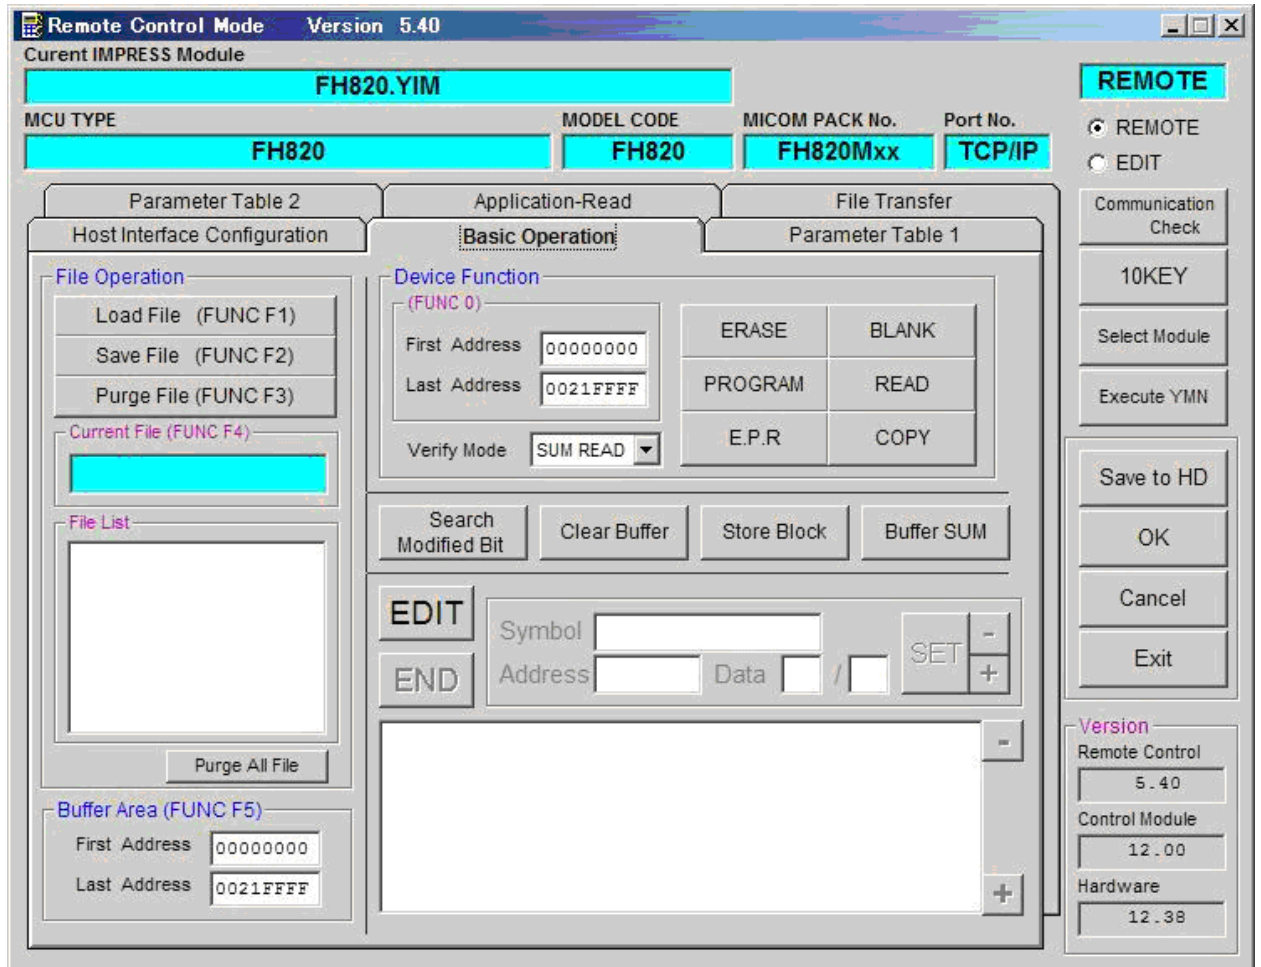 Remote Control Mode Version 5.40
Curent IMPRESS Module
FH820.YIM
REMOTE
MCU TYPE
MODEL CODE
MICOM PACK No.
Port No.
FH820
FH820
FH820Mxx
TCP/IP
REMOTE
EDIT
Parameter Table 2
Application-Read
File Transfer
Host Interface Configuration
Basic Operation
Parameter Table 1
File Operation
Load File (FUNC F1)
Save File (FUNC F2)
Purge File (FUNC F3)
Current File (FUNC F4)
File List
Purge All File
Buffer Area (FUNC F5)
First Address 00000000
Last Address 0021FFFF
Device Function
(FUNC 0)
First Address 00000000
Last Address 0021FFFF
Verify Mode SUM READ
ERASE
BLANK
PROGRAM
READ
E.P.R
COPY
Search
Modified Bit
Clear Buffer
Store Block
Buffer SUM
EDIT
END
Symbol
Address
Data /
SET
-
+
-
+
Communication
Check
10KEY
Select Module
Execute YMN
Save to HD
OK
Cancel
Exit
Version
Remote Control
5.40
Control Module
12.00
Hardware
12.38